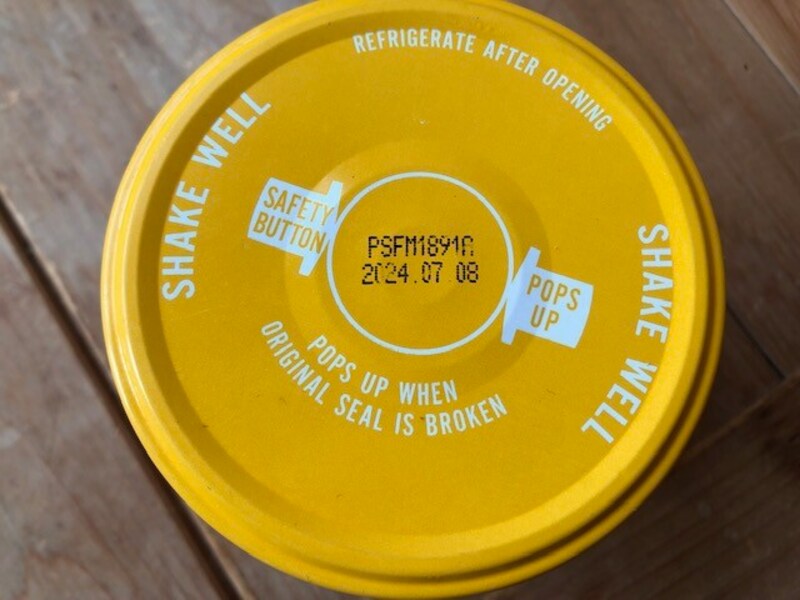 REFRIGERATE AFTER OPENING
SHAKE WELL
SAFETY
BUTTON
PSFM1891A
2024.07.08
POPS
UP
SHAKE WELL
POPS UP WHEN
ORIGINAL SEAL IS BROKEN